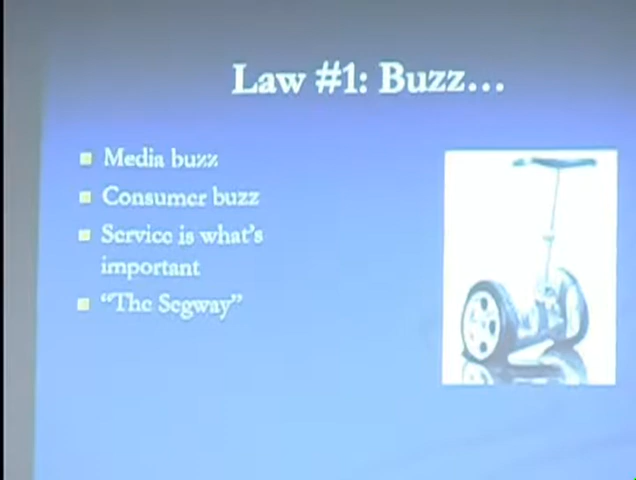 Law #1: Buzz...
Media buzz
Consumer buzz
Service is what's
important
"The Segway"